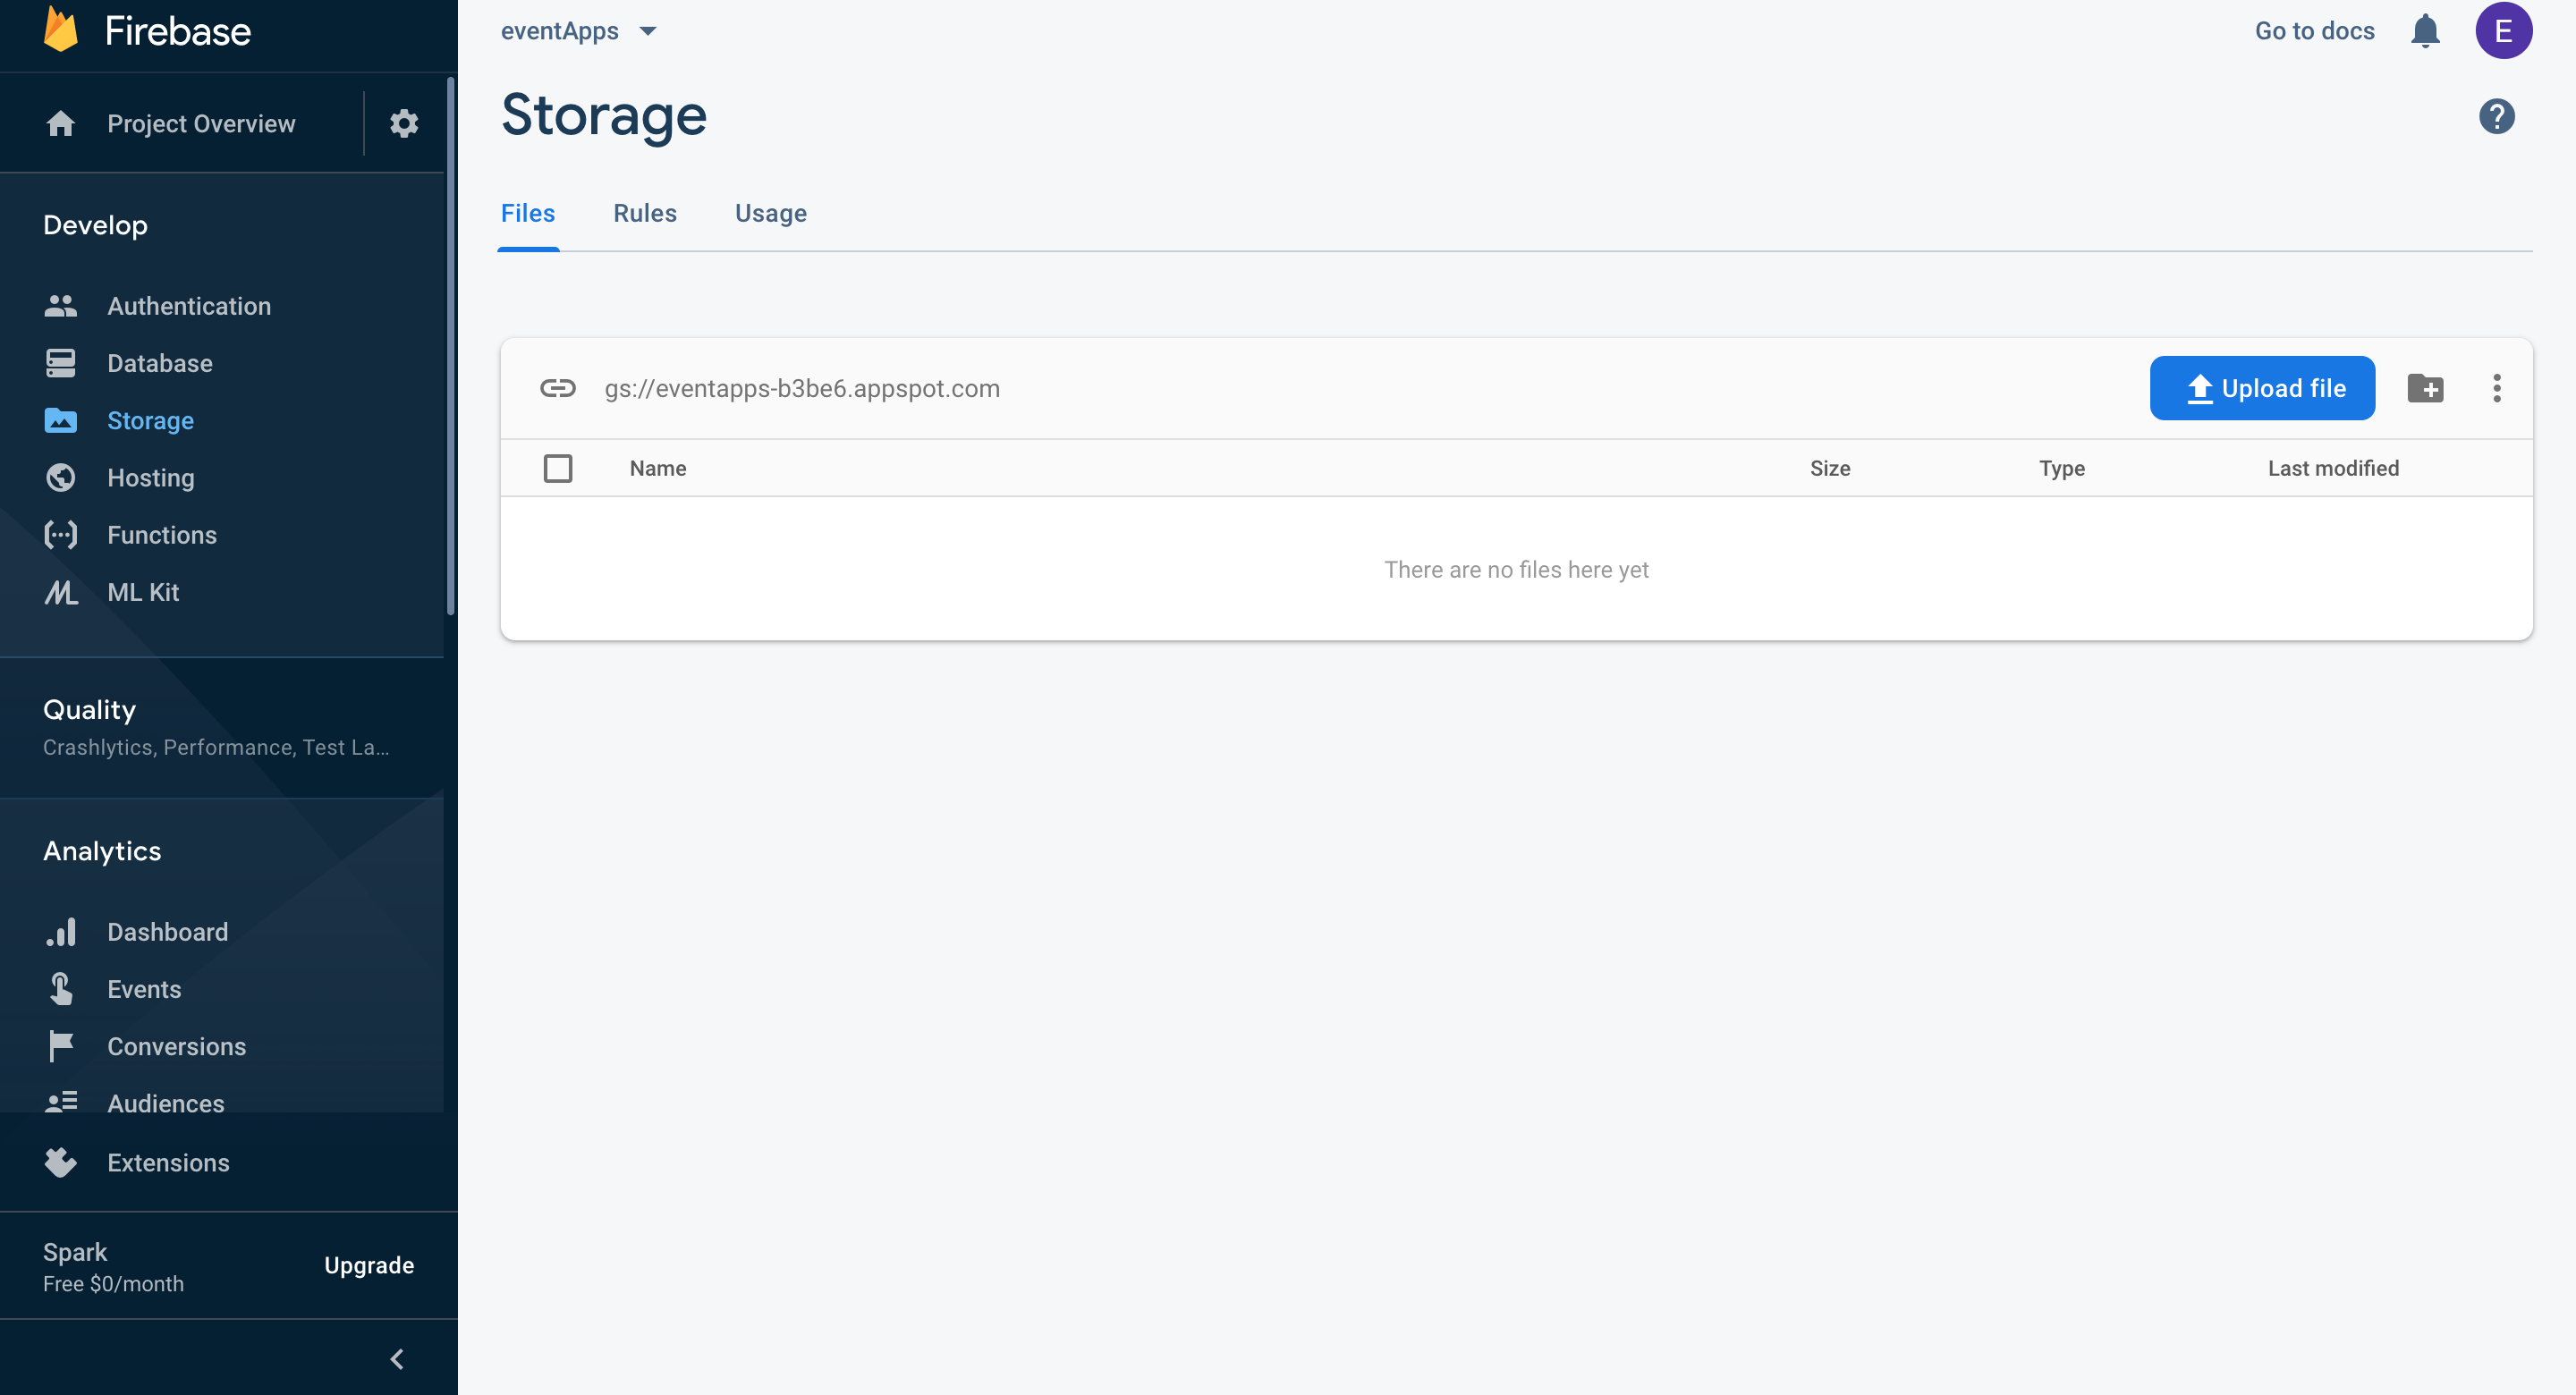 Firebase
Project Overview
Develop
Authentication
Database
Storage
Hosting
Functions
ML Kit
Quality
Crashlytics, Performance, Test La...
Analytics
Dashboard
Events
Conversions
Audiences
Extensions
Spark
Free $0/month
Upgrade
eventApps
Go to docs
E
Storage
Files Rules Usage
gs://eventapps-b3be6.appspot.com
Upload file
Name Size Type Last modified
There are no files here yet